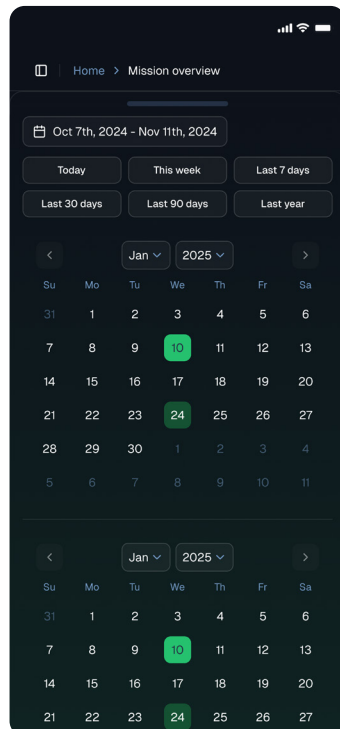 Home > Mission overview
Oct 7th, 2024 - Nov 11th, 2024
Today This week Last 7 days
Last 30 days Last 90 days Last year
Jan 2025
Su Mo Tu We Th Fr Sa
31 1 2 3 4 5 6
7 8 9 10 11 12 13
14 15 16 17 18 19 20
21 22 23 24 25 26 27
28 29 30 1 2 3 4
5 6 7 8 9 10 11
Jan 2025
Su Mo Tu We Th Fr Sa
31 1 2 3 4 5 6
7 8 9 10 11 12 13
14 15 16 17 18 19 20
21 22 23 24 25 26 27